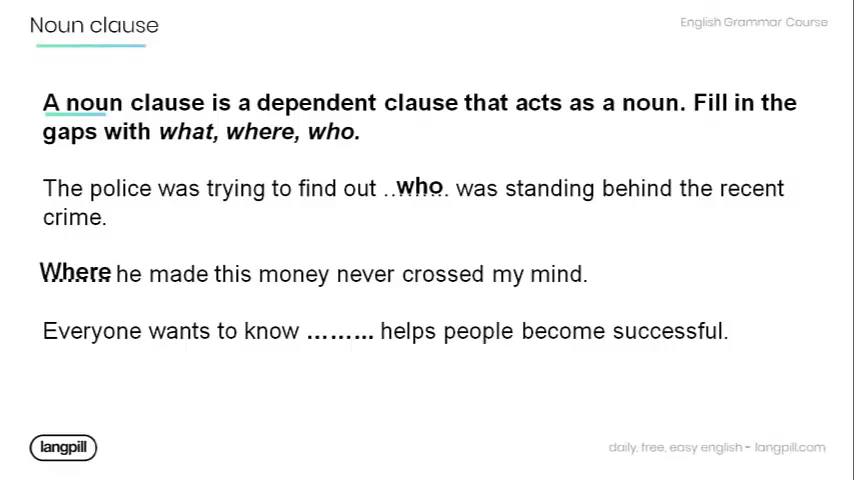 Noun clause
English Grammar Course
A noun clause is a dependent clause that acts as a noun. Fill in the
gaps with what, where, who.
The police was trying to find out ..who. was standing behind the recent
crime.
Where he made this money never crossed my mind.
Everyone wants to know ……... helps people become successful.
langpill
daily, free, easy english - langpill.com